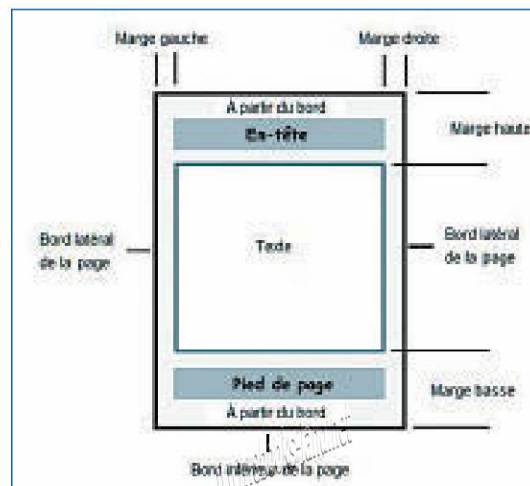 Marge gauche
Marge droite
À partir du bord
En-tête
Marge haute
Bord latéral
de la page
Texte
Bord latéral
de la page
Pied de page
À partir du bord
Marge basse
Bord inférieur de la page